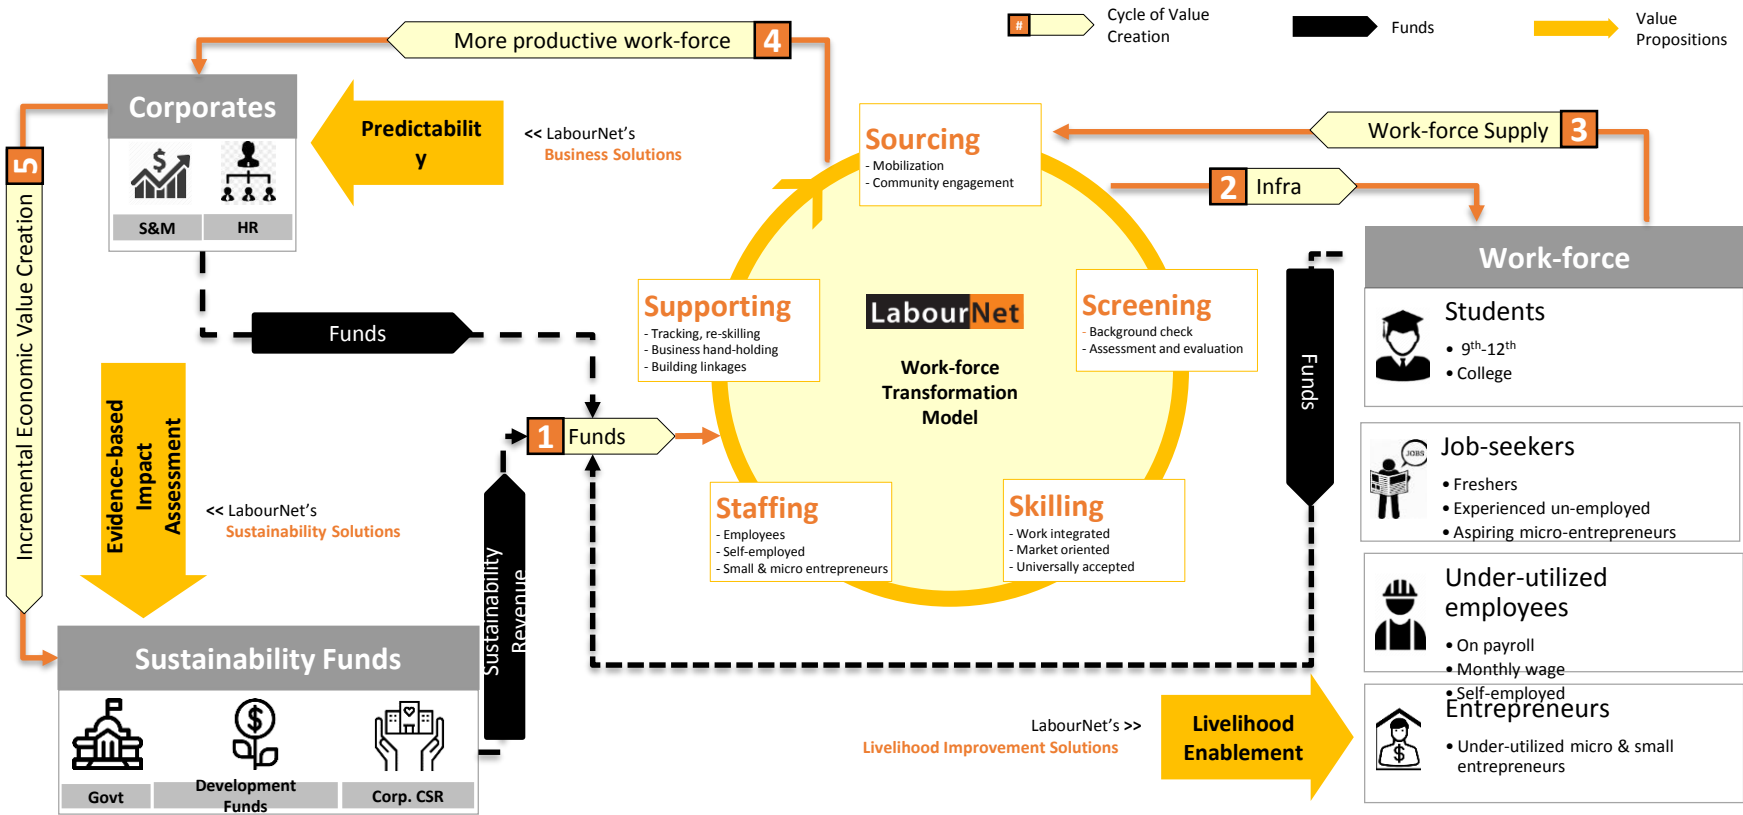 More productive work-force 4
#
Cycle of Value
Creation
Funds
Value
Propositions
Corporates
S&M
HR
Predictabilit
y
<< LabourNet's
Business Solutions
Sourcing
- Mobilization
- Community engagement
Work-force Supply 3
2 Infra
5
Incremental Economic Value Creation
Funds
Supporting
- Tracking, re-skilling
- Business hand-holding
- Building linkages
LabourNet
Work-force
Transformation
Model
Screening
- Background check
- Assessment and evaluation
Funds
Work-force
Students
• 9th-12th
• College
Evidence-based
Impact
Assessment
<< LabourNet's
Sustainability Solutions
1 Funds
Staffing
- Employees
- Self-employed
- Small & micro entrepreneurs
Skilling
- Work integrated
- Market oriented
- Universally accepted
JOBS
Job-seekers
• Freshers
• Experienced un-employed
• Aspiring micro-entrepreneurs
Sustainability
Revenue
Under-utilized
employees
• On payroll
• Monthly wage
• Self-employed
Sustainability Funds
Govt
Development
Funds
Corp. CSR
LabourNet's >>
Livelihood Improvement Solutions
Livelihood
Enablement
Entrepreneurs
• Under-utilized micro & small
entrepreneurs